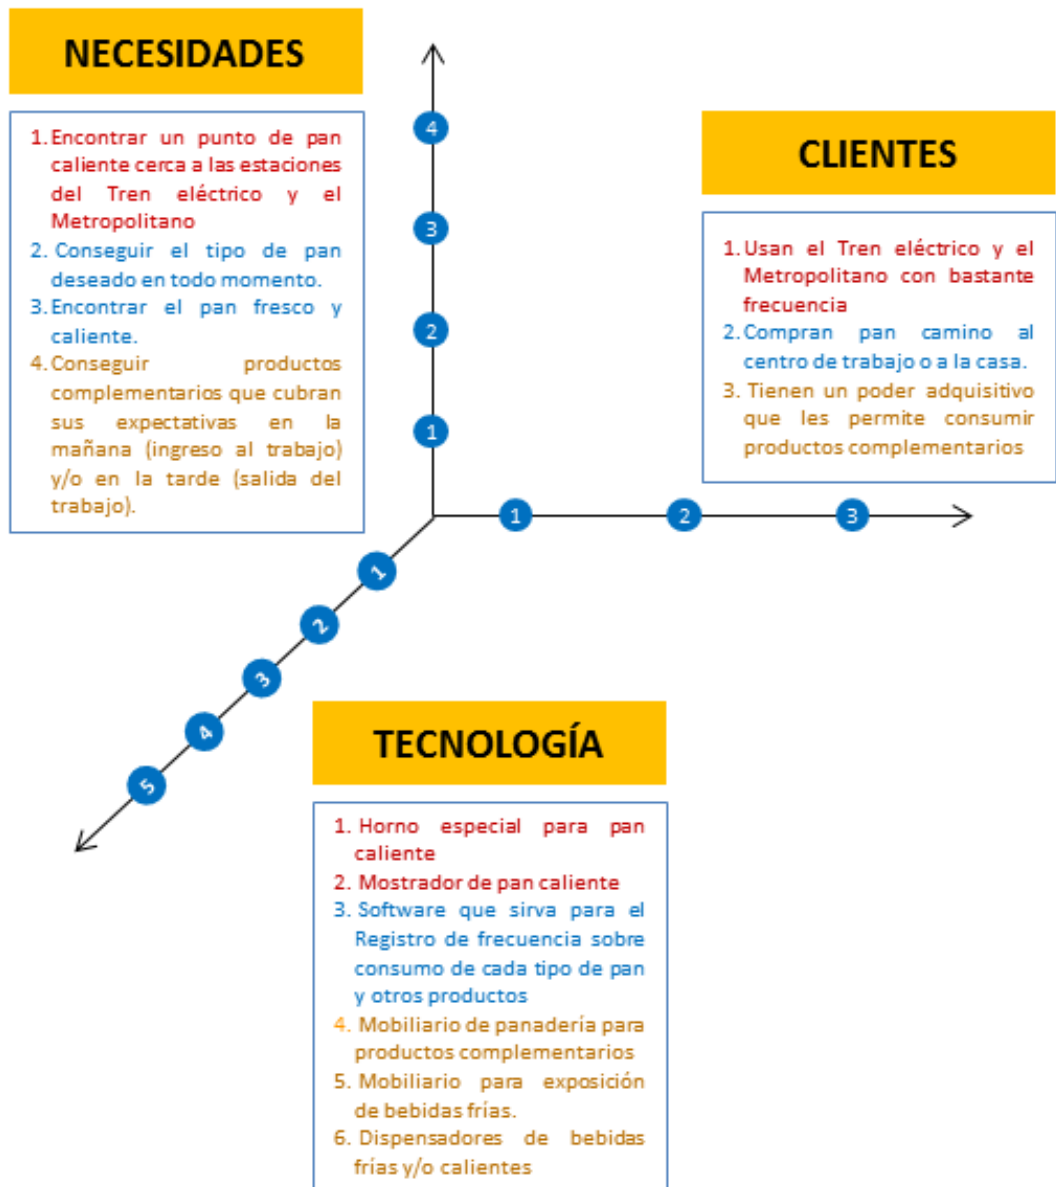 NECESIDADES
1. Encontrar un punto de pan
caliente cerca a las estaciones
del Tren eléctrico y el
Metropolitano
2. Conseguir el tipo de pan
deseado en todo momento.
3. Encontrar el pan fresco y
caliente.
4. Conseguir productos
complementarios que cubran
sus expectativas en la
mañana (ingreso al trabajo)
y/o en la tarde (salida del
trabajo).
4
3
2
1
CLIENTES
1. Usan el Tren eléctrico y el
Metropolitano con bastante
frecuencia
2. Compran pan camino al
centro de trabajo o a la casa.
3. Tienen un poder adquisitivo
que les permite consumir
productos complementarios
1
2
3
1
2
3
4
5
TECNOLOGÍA
1. Horno especial para pan
caliente
2. Mostrador de pan caliente
3. Software que sirva para el
Registro de frecuencia sobre
consumo de cada tipo de pan
y otros productos
4. Mobiliario de panadería para
productos complementarios
5. Mobiliario para exposición
de bebidas frías.
6. Dispensadores de bebidas
frías y/o calientes